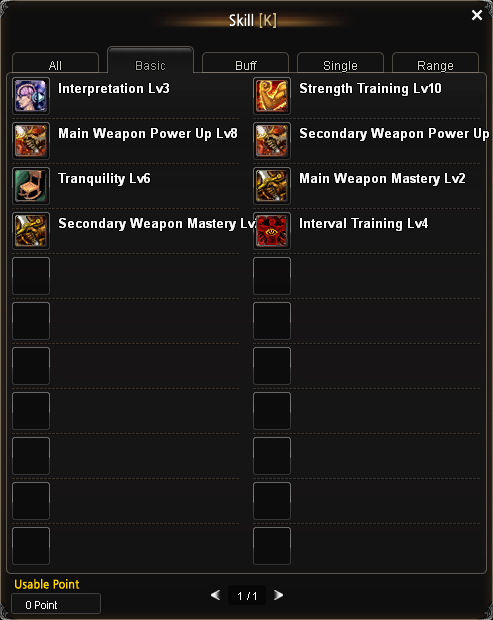 Skill [K]
All Basic Buff Single Range
Interpretation Lv3 Strength Training Lv10
Main Weapon Power Up Lv8 Secondary Weapon Power Up
Tranquility Lv6 Main Weapon Mastery Lv2
Secondary Weapon Mastery Lv Interval Training Lv4
Usable Point
0 Point
1 / 1